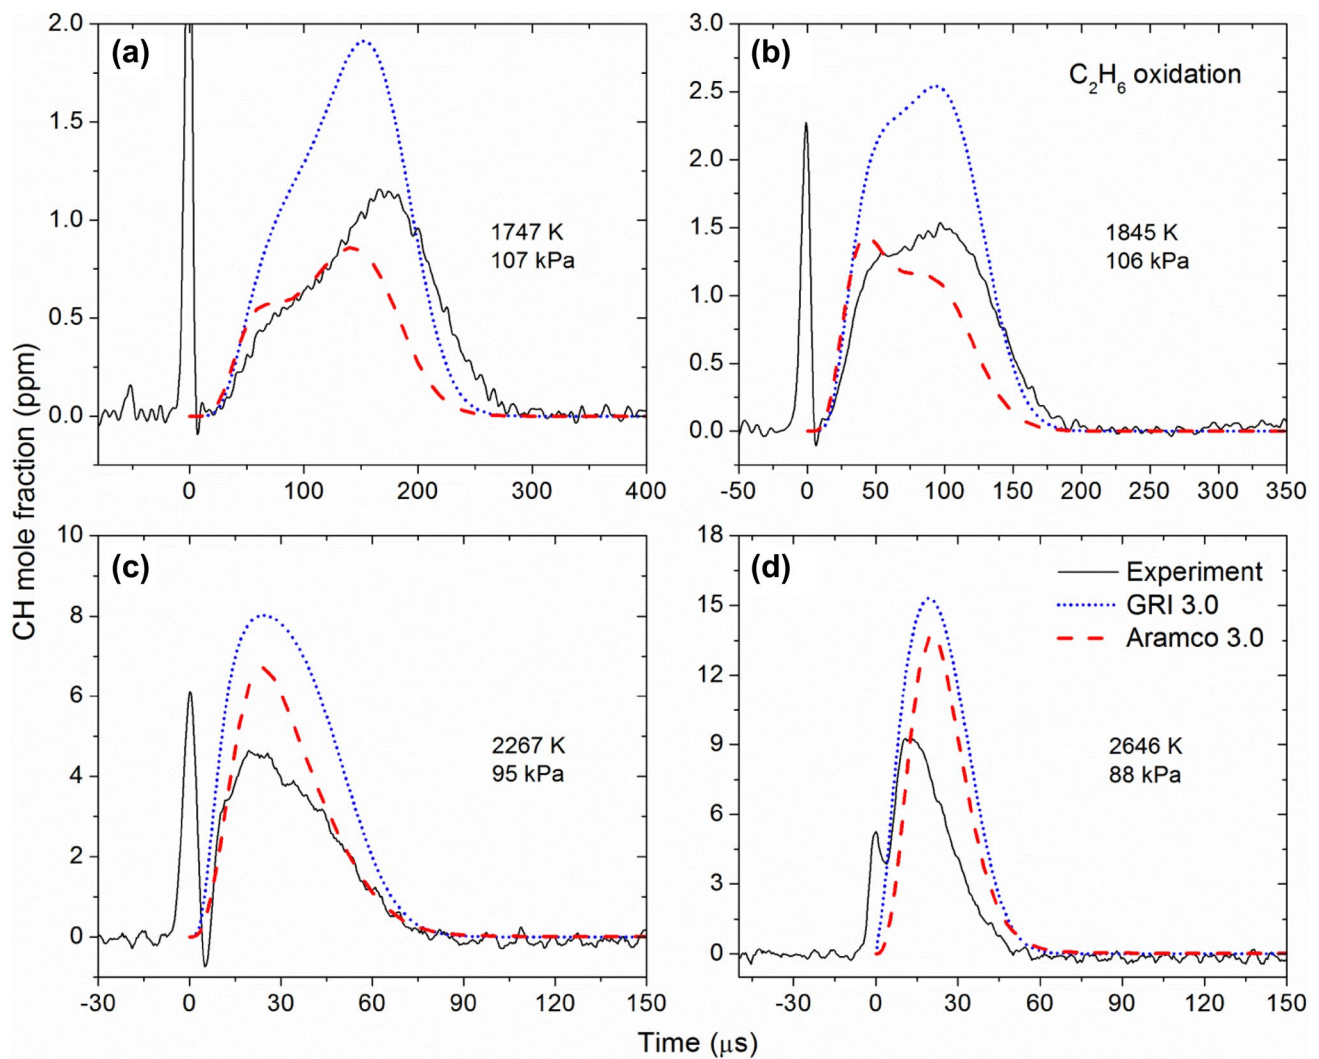 CH mole fraction (ppm)
(a)
2.0
1.5
1.0
0.5
0.0
1747 K
107 kPa
0 100 200 300 400
(b)
C2H6 oxidation
3.0
2.5
2.0
1.5
1.0
0.5
0.0
1845 K
106 kPa
-50 0 50 100 150 200 250 300 350
(c)
10
8
6
4
2
0
2267 K
95 kPa
-30 0 30 60 90 120 150
(d)
18
15
12
9
6
3
0
Experiment
GRI 3.0
Aramco 3.0
2646 K
88 kPa
-30 0 30 60 90 120 150
Time (μs)